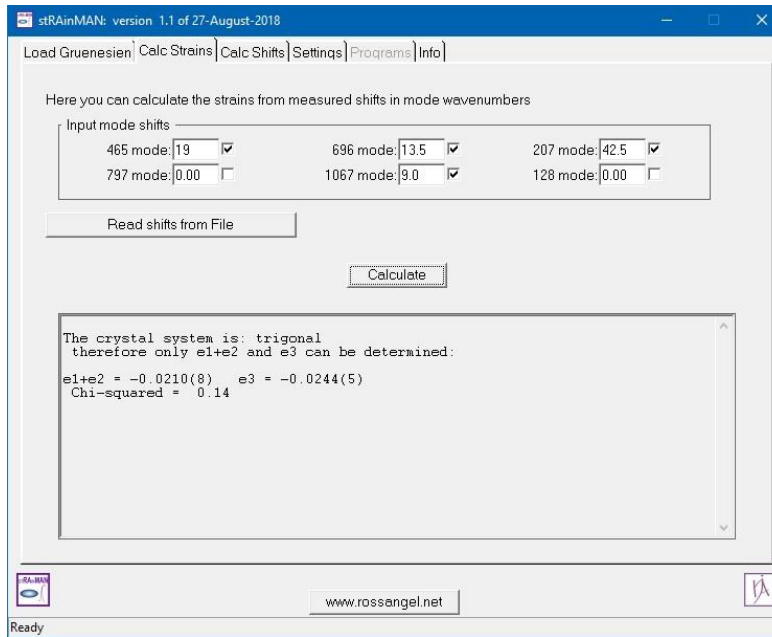 stRAinMAN: version 1.1 of 27-August-2018
Load Gruenesien Calc Strains Calc Shifts Settings Programs Info
Here you can calculate the strains from measured shifts in mode wavenumbers
Input mode shifts
465 mode: 19 696 mode: 13.5 207 mode: 42.5
797 mode: 0.00 1067 mode: 9.0 128 mode: 0.00
Read shifts from File
Calculate
The crystal system is: trigonal
therefore only e1+e2 and e3 can be determined:
e1+e2 = -0.0210(8) e3 = -0.0244(5)
Chi-squared = 0.14
www.rossangel.net
Ready